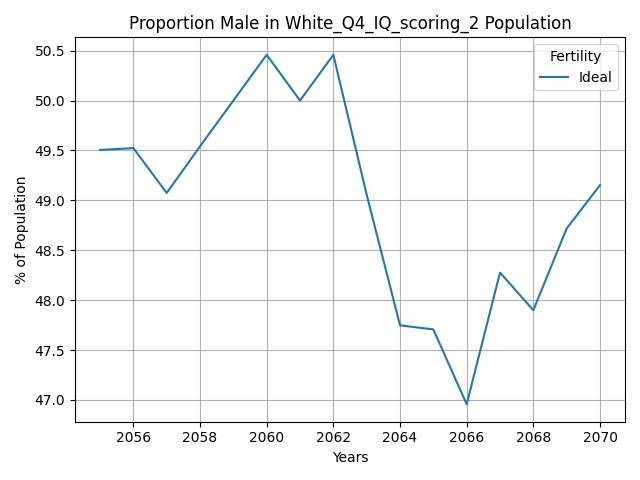 Proportion Male in White_Q4_IQ_scoring_2 Population
Fertility
Ideal
% of Population
50.5
50.0
49.5
49.0
48.5
48.0
47.5
47.0
2056 2058 2060 2062 2064 2066 2068 2070
Years